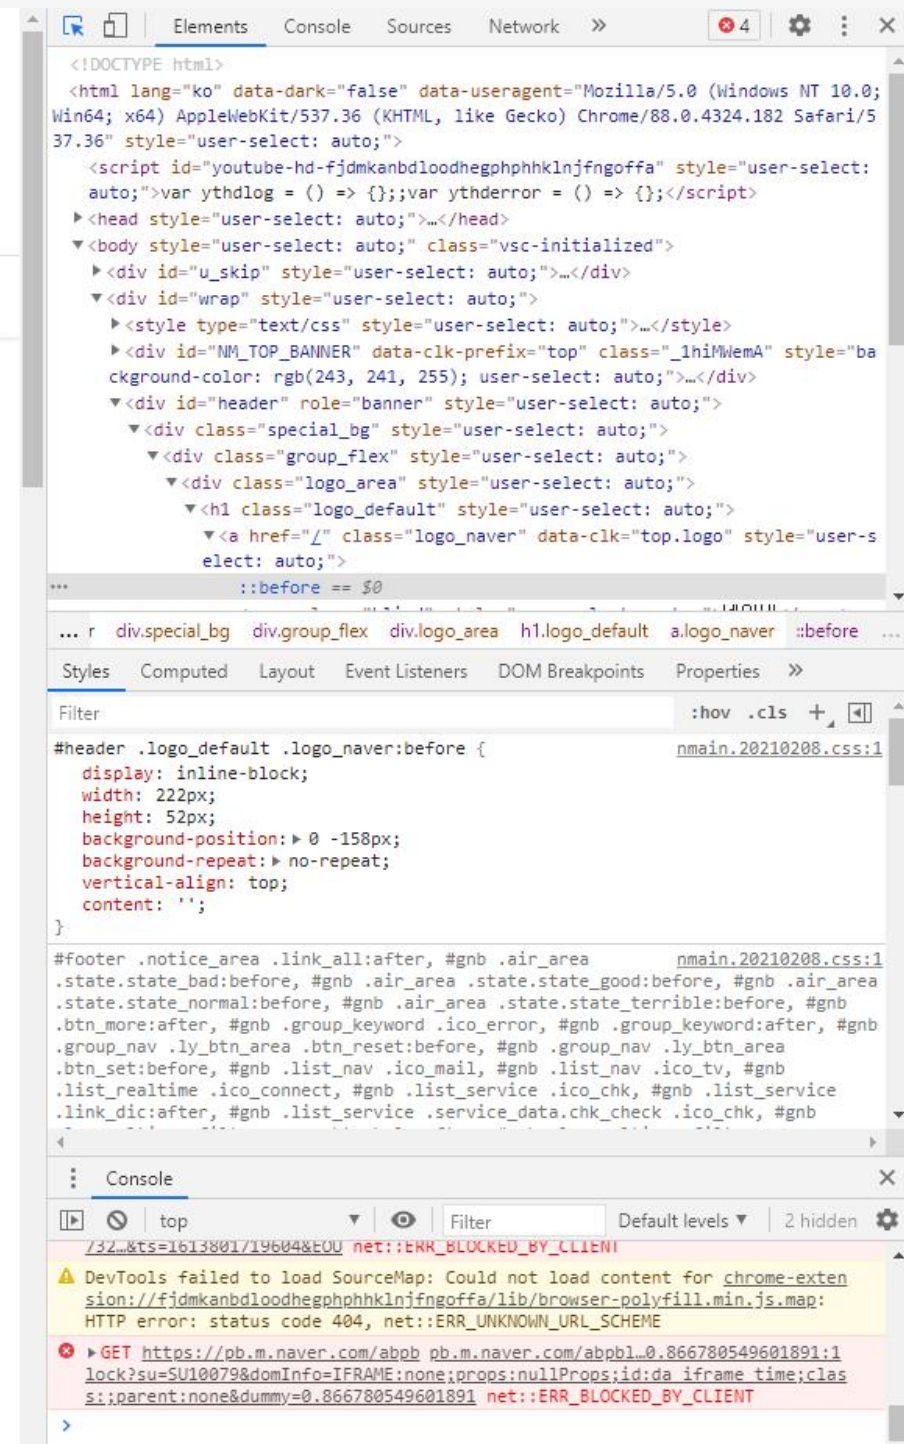 Elements Console Sources Network » 4
<!DOCTYPE html>
<html lang="ko" data-dark="false" data-useragent="Mozilla/5.0 (Windows NT 10.0;
Win64; x64) AppleWebKit/537.36 (KHTML, like Gecko) Chrome/88.0.4324.182 Safari/5
37.36" style="user-select: auto;">
<script id="youtube-hd-fjdmkanbdloodhegphphhklnjfngoffa" style="user-select:
auto;">var ythdlog = () => {};;var ythderror = () => {};</script>
<head style="user-select: auto;">…</head>
<body style="user-select: auto;" class="vsc-initialized">
<div id="u_skip" style="user-select: auto;">…</div>
<div id="wrap" style="user-select: auto;">
<style type="text/css" style="user-select: auto;">…</style>
<div id="NM_TOP_BANNER" data-clk-prefix="top" class="_1hiMWemA" style="ba
ckground-color: rgb(243, 241, 255); user-select: auto;">…</div>
<div id="header" role="banner" style="user-select: auto;">
<div class="special_bg" style="user-select: auto;">
<div class="group_flex" style="user-select: auto;">
<div class="logo_area" style="user-select: auto;">
<h1 class="logo_default" style="user-select: auto;">
<a href="/" class="logo_naver" data-clk="top.logo" style="user-s
elect: auto;">
… ::before == $0
... r div.special_bg div.group_flex div.logo_area h1.logo_default a.logo_naver ::before ...
Styles Computed Layout Event Listeners DOM Breakpoints Properties »
Filter :hov .cls +
#header .logo_default .logo_naver:before { nmain.20210208.css:1
display: inline-block;
width: 222px;
height: 52px;
background-position: 0 -158px;
background-repeat: no-repeat;
vertical-align: top;
content: '';
}
#footer .notice_area .link_all:after, #gnb .air_area nmain.20210208.css:1
.state.state_bad:before, #gnb .air_area .state.state_good:before, #gnb .air_area
.state.state_normal:before, #gnb .air_area .state.state_terrible:before, #gnb
.btn_more:after, #gnb .group_keyword .ico_error, #gnb .group_keyword:after, #gnb
.group_nav .ly_btn_area .btn_reset:before, #gnb .group_nav .ly_btn_area
.btn_set:before, #gnb .list_nav .ico_mail, #gnb .list_nav .ico_tv, #gnb
.list_realtime .ico_connect, #gnb .list_service .ico_chk, #gnb .list_service
.link_dic:after, #gnb .list_service .service_data.chk_check .ico_chk, #gnb
Console
top Filter Default levels 2 hidden
/32…&ts=1613801719604&EOU net::ERR_BLOCKED_BY_CLIENT
DevTools failed to load SourceMap: Could not load content for chrome-exten
sion://fjdmkanbdloodhegphphhklnjfngoffa/lib/browser-polyfill.min.js.map:
HTTP error: status code 404, net::ERR_UNKNOWN_URL_SCHEME
GET https://pb.m.naver.com/abpb pb.m.naver.com/abpbl…0.866780549601891:1
lock?su=SU10079&domInfo=IFRAME:none;props:nullProps;id:da_iframe_time;clas
s:;parent:none&dummy=0.866780549601891 net::ERR_BLOCKED_BY_CLIENT